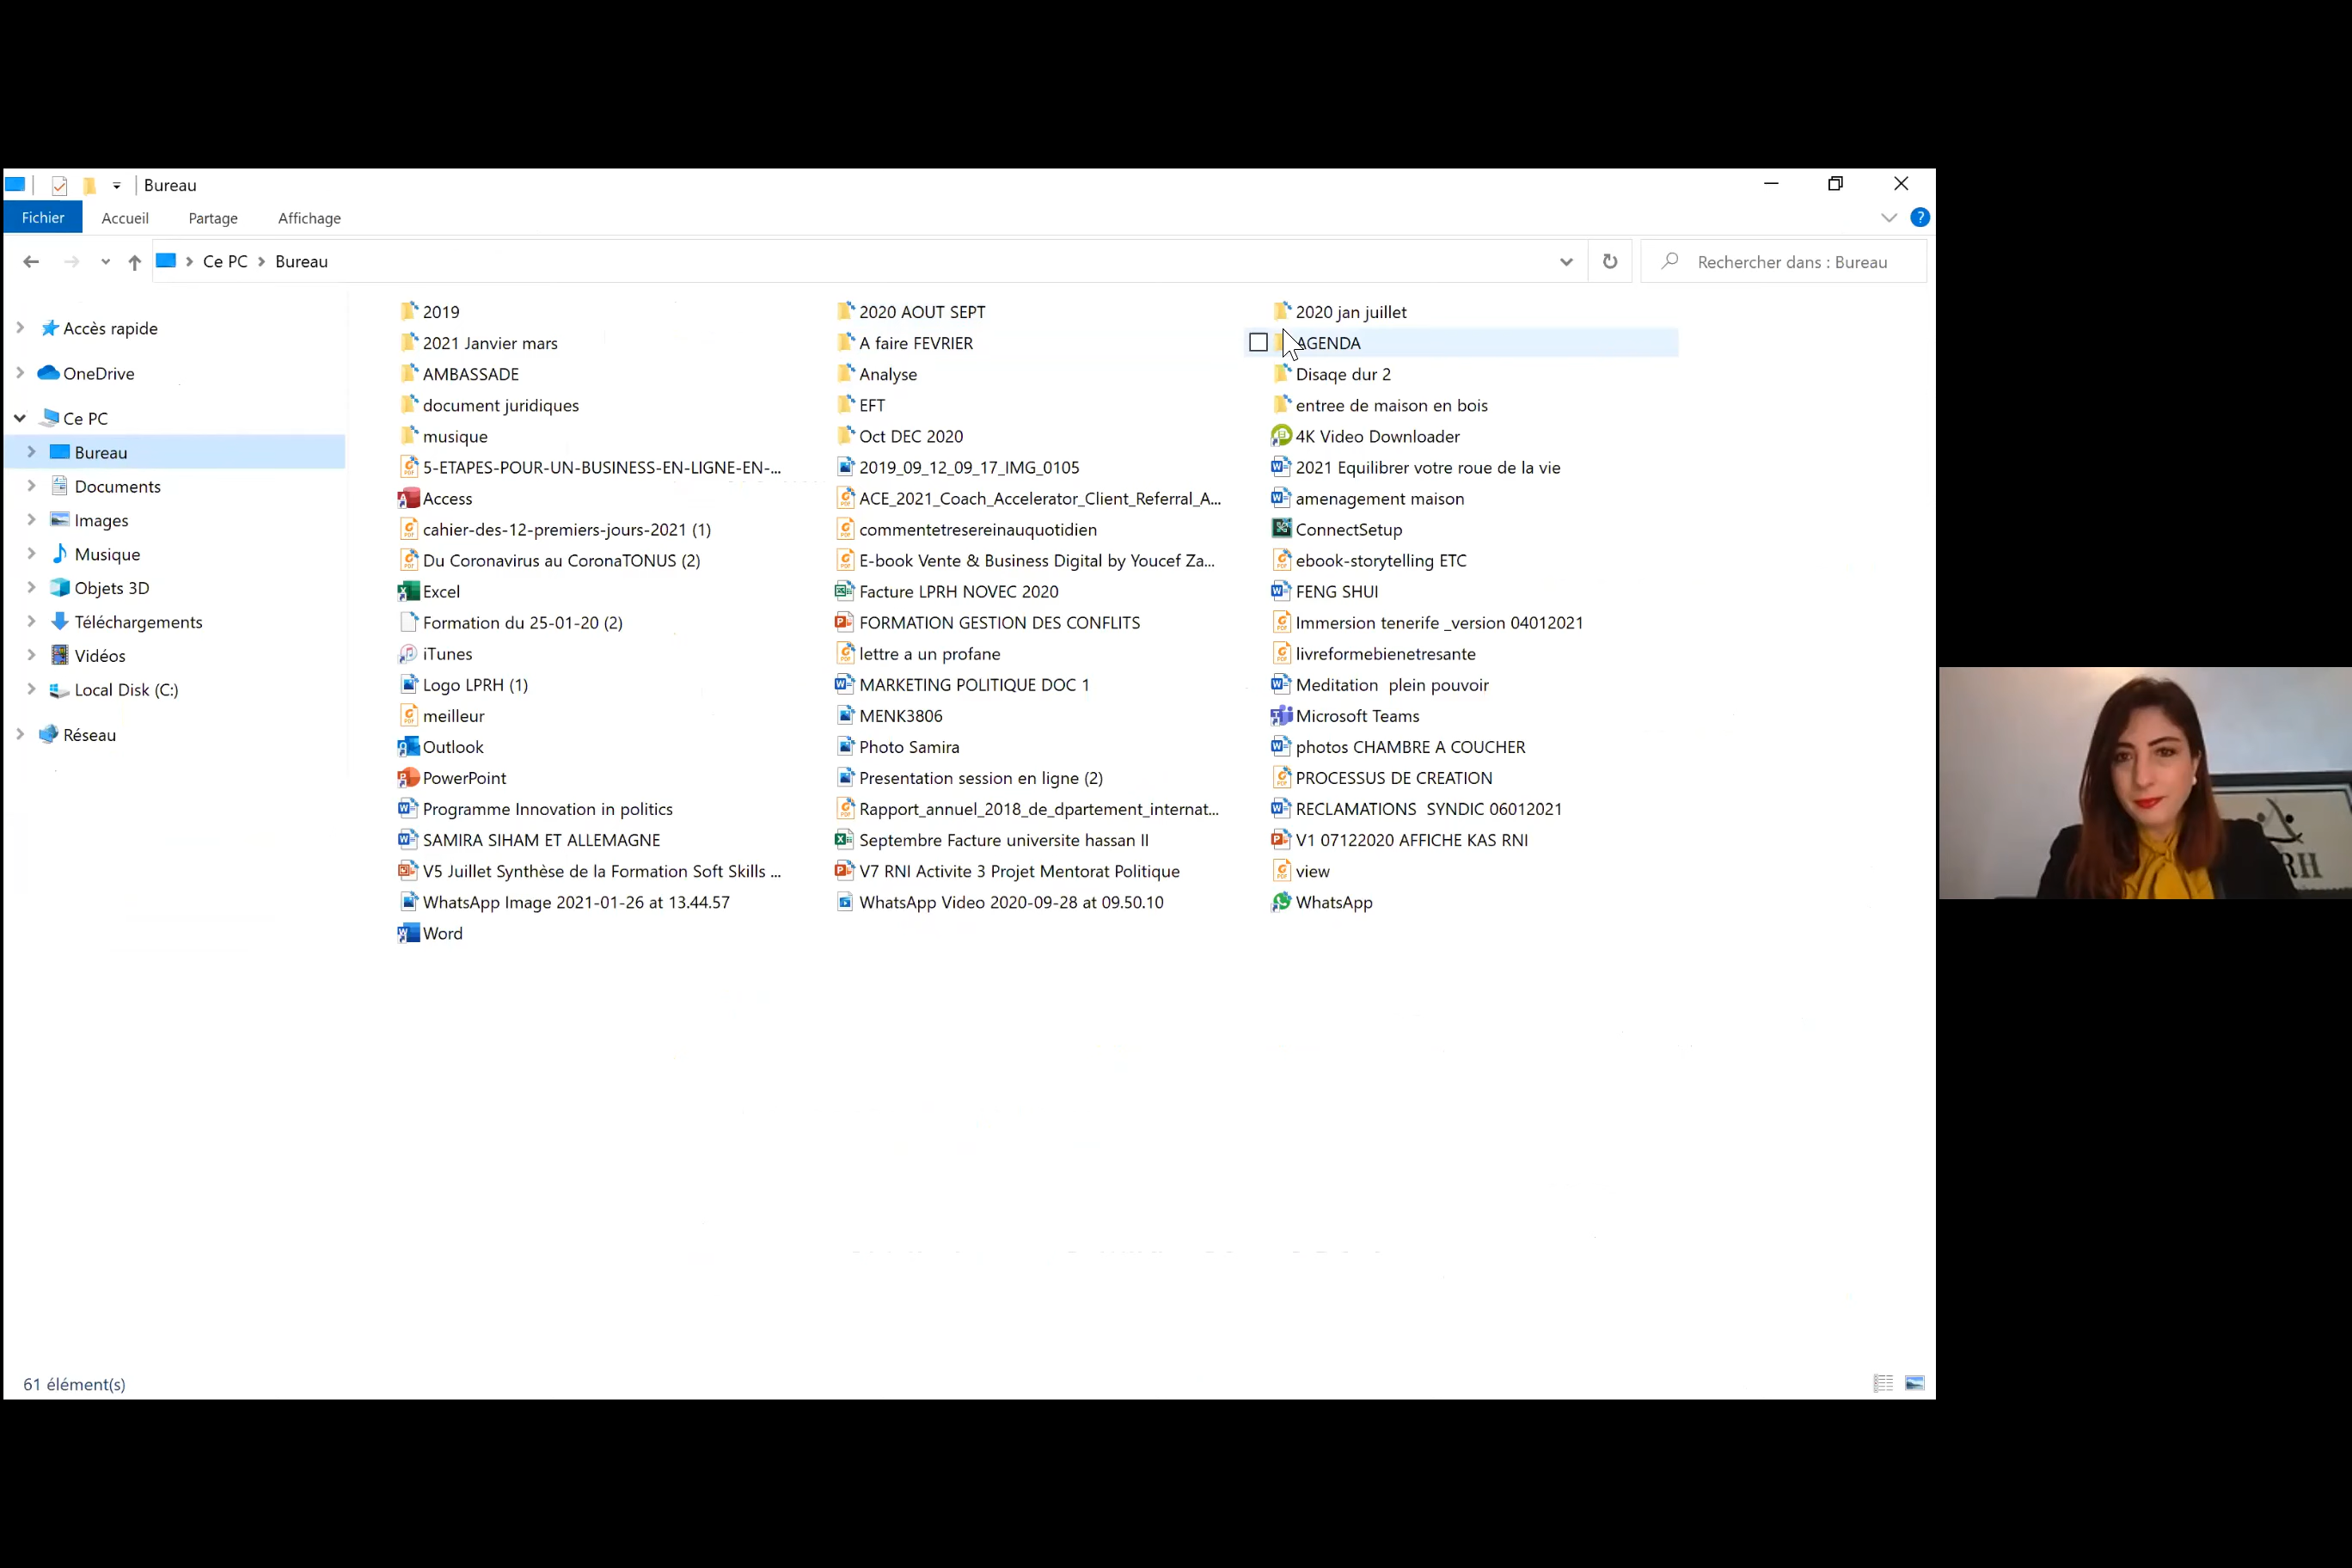 Bureau
Fichier Accueil Partage Affichage
Ce PC Bureau
Rechercher dans : Bureau
Accès rapide
OneDrive
Ce PC
Bureau
Documents
Images
Musique
Objets 3D
Téléchargements
Vidéos
Local Disk (C:)
Réseau
2019 2020 AOUT SEPT 2020 jan juillet
2021 Janvier mars A faire FEVRIER AGENDA
AMBASSADE Analyse Disaqe dur 2
document juridiques EFT entree de maison en bois
musique Oct DEC 2020 4K Video Downloader
5-ETAPES-POUR-UN-BUSINESS-EN-LIGNE-EN-... 2019_09_12_09_17_IMG_0105 2021 Equilibrer votre roue de la vie
Access ACE_2021_Coach_Accelerator_Client_Referral_A... amenagement maison
cahier-des-12-premiers-jours-2021 (1) commentetresereinauquotidien ConnectSetup
Du Coronavirus au CoronaTONUS (2) E-book Vente & Business Digital by Youcef Za... ebook-storytelling ETC
Excel Facture LPRH NOVEC 2020 FENG SHUI
Formation du 25-01-20 (2) FORMATION GESTION DES CONFLITS Immersion tenerife _version 04012021
iTunes lettre a un profane livreformebienetresante
Logo LPRH (1) MARKETING POLITIQUE DOC 1 Meditation  plein pouvoir
meilleur MENK3806 Microsoft Teams
Outlook Photo Samira photos CHAMBRE A COUCHER
PowerPoint Presentation session en ligne (2) PROCESSUS DE CREATION
Programme Innovation in politics Rapport_annuel_2018_de_dpartement_internat... RECLAMATIONS  SYNDIC 06012021
SAMIRA SIHAM ET ALLEMAGNE Septembre Facture universite hassan II V1 07122020 AFFICHE KAS RNI
V5 Juillet Synthèse de la Formation Soft Skills ... V7 RNI Activite 3 Projet Mentorat Politique view
WhatsApp Image 2021-01-26 at 13.44.57 WhatsApp Video 2020-09-28 at 09.50.10 WhatsApp
Word
61 élément(s)